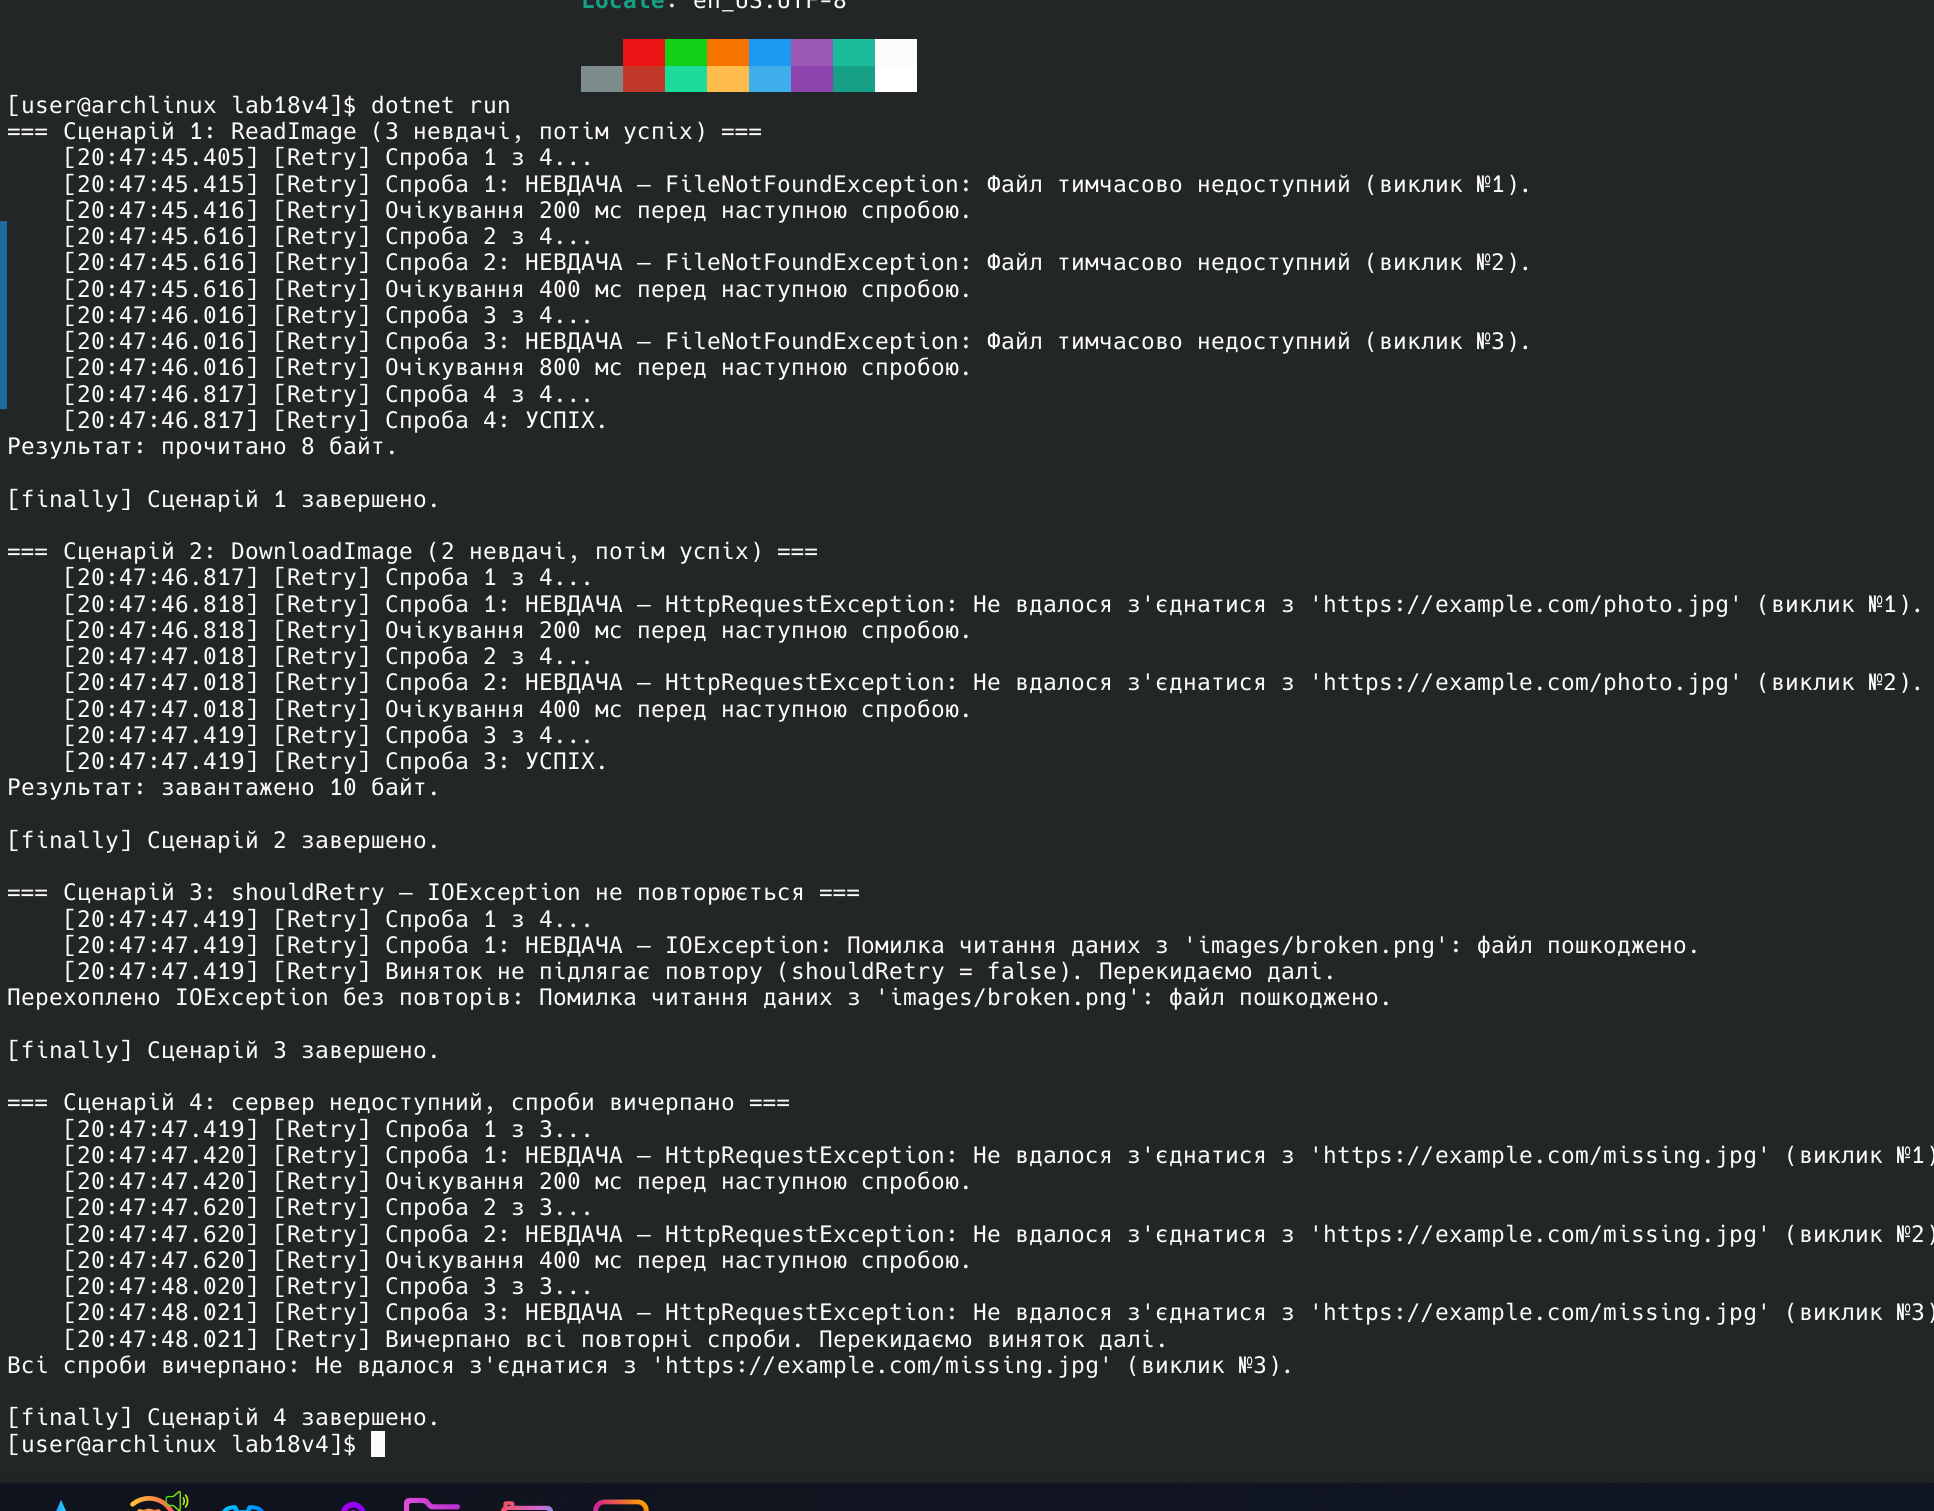 Locale: en_US.UTF-8
[user@archlinux lab18v4]$ dotnet run
=== Сценарій 1: ReadImage (3 невдачі, потім успіх) ===
    [20:47:45.405] [Retry] Спроба 1 з 4...
    [20:47:45.415] [Retry] Спроба 1: НЕВДАЧА — FileNotFoundException: Файл тимчасово недоступний (виклик №1).
    [20:47:45.416] [Retry] Очікування 200 мс перед наступною спробою.
    [20:47:45.616] [Retry] Спроба 2 з 4...
    [20:47:45.616] [Retry] Спроба 2: НЕВДАЧА — FileNotFoundException: Файл тимчасово недоступний (виклик №2).
    [20:47:45.616] [Retry] Очікування 400 мс перед наступною спробою.
    [20:47:46.016] [Retry] Спроба 3 з 4...
    [20:47:46.016] [Retry] Спроба 3: НЕВДАЧА — FileNotFoundException: Файл тимчасово недоступний (виклик №3).
    [20:47:46.016] [Retry] Очікування 800 мс перед наступною спробою.
    [20:47:46.817] [Retry] Спроба 4 з 4...
    [20:47:46.817] [Retry] Спроба 4: УСПІХ.
Результат: прочитано 8 байт.
[finally] Сценарій 1 завершено.
=== Сценарій 2: DownloadImage (2 невдачі, потім успіх) ===
    [20:47:46.817] [Retry] Спроба 1 з 4...
    [20:47:46.818] [Retry] Спроба 1: НЕВДАЧА — HttpRequestException: Не вдалося з'єднатися з 'https://example.com/photo.jpg' (виклик №1).
    [20:47:46.818] [Retry] Очікування 200 мс перед наступною спробою.
    [20:47:47.018] [Retry] Спроба 2 з 4...
    [20:47:47.018] [Retry] Спроба 2: НЕВДАЧА — HttpRequestException: Не вдалося з'єднатися з 'https://example.com/photo.jpg' (виклик №2).
    [20:47:47.018] [Retry] Очікування 400 мс перед наступною спробою.
    [20:47:47.419] [Retry] Спроба 3 з 4...
    [20:47:47.419] [Retry] Спроба 3: УСПІХ.
Результат: завантажено 10 байт.
[finally] Сценарій 2 завершено.
=== Сценарій 3: shouldRetry — IOException не повторюється ===
    [20:47:47.419] [Retry] Спроба 1 з 4...
    [20:47:47.419] [Retry] Спроба 1: НЕВДАЧА — IOException: Помилка читання даних з 'images/broken.png': файл пошкоджено.
    [20:47:47.419] [Retry] Виняток не підлягає повтору (shouldRetry = false). Перекидаємо далі.
Перехоплено IOException без повторів: Помилка читання даних з 'images/broken.png': файл пошкоджено.
[finally] Сценарій 3 завершено.
=== Сценарій 4: сервер недоступний, спроби вичерпано ===
    [20:47:47.419] [Retry] Спроба 1 з 3...
    [20:47:47.420] [Retry] Спроба 1: НЕВДАЧА — HttpRequestException: Не вдалося з'єднатися з 'https://example.com/missing.jpg' (виклик №1)
    [20:47:47.420] [Retry] Очікування 200 мс перед наступною спробою.
    [20:47:47.620] [Retry] Спроба 2 з 3...
    [20:47:47.620] [Retry] Спроба 2: НЕВДАЧА — HttpRequestException: Не вдалося з'єднатися з 'https://example.com/missing.jpg' (виклик №2)
    [20:47:47.620] [Retry] Очікування 400 мс перед наступною спробою.
    [20:47:48.020] [Retry] Спроба 3 з 3...
    [20:47:48.021] [Retry] Спроба 3: НЕВДАЧА — HttpRequestException: Не вдалося з'єднатися з 'https://example.com/missing.jpg' (виклик №3)
    [20:47:48.021] [Retry] Вичерпано всі повторні спроби. Перекидаємо виняток далі.
Всі спроби вичерпано: Не вдалося з'єднатися з 'https://example.com/missing.jpg' (виклик №3).
[finally] Сценарій 4 завершено.
[user@archlinux lab18v4]$